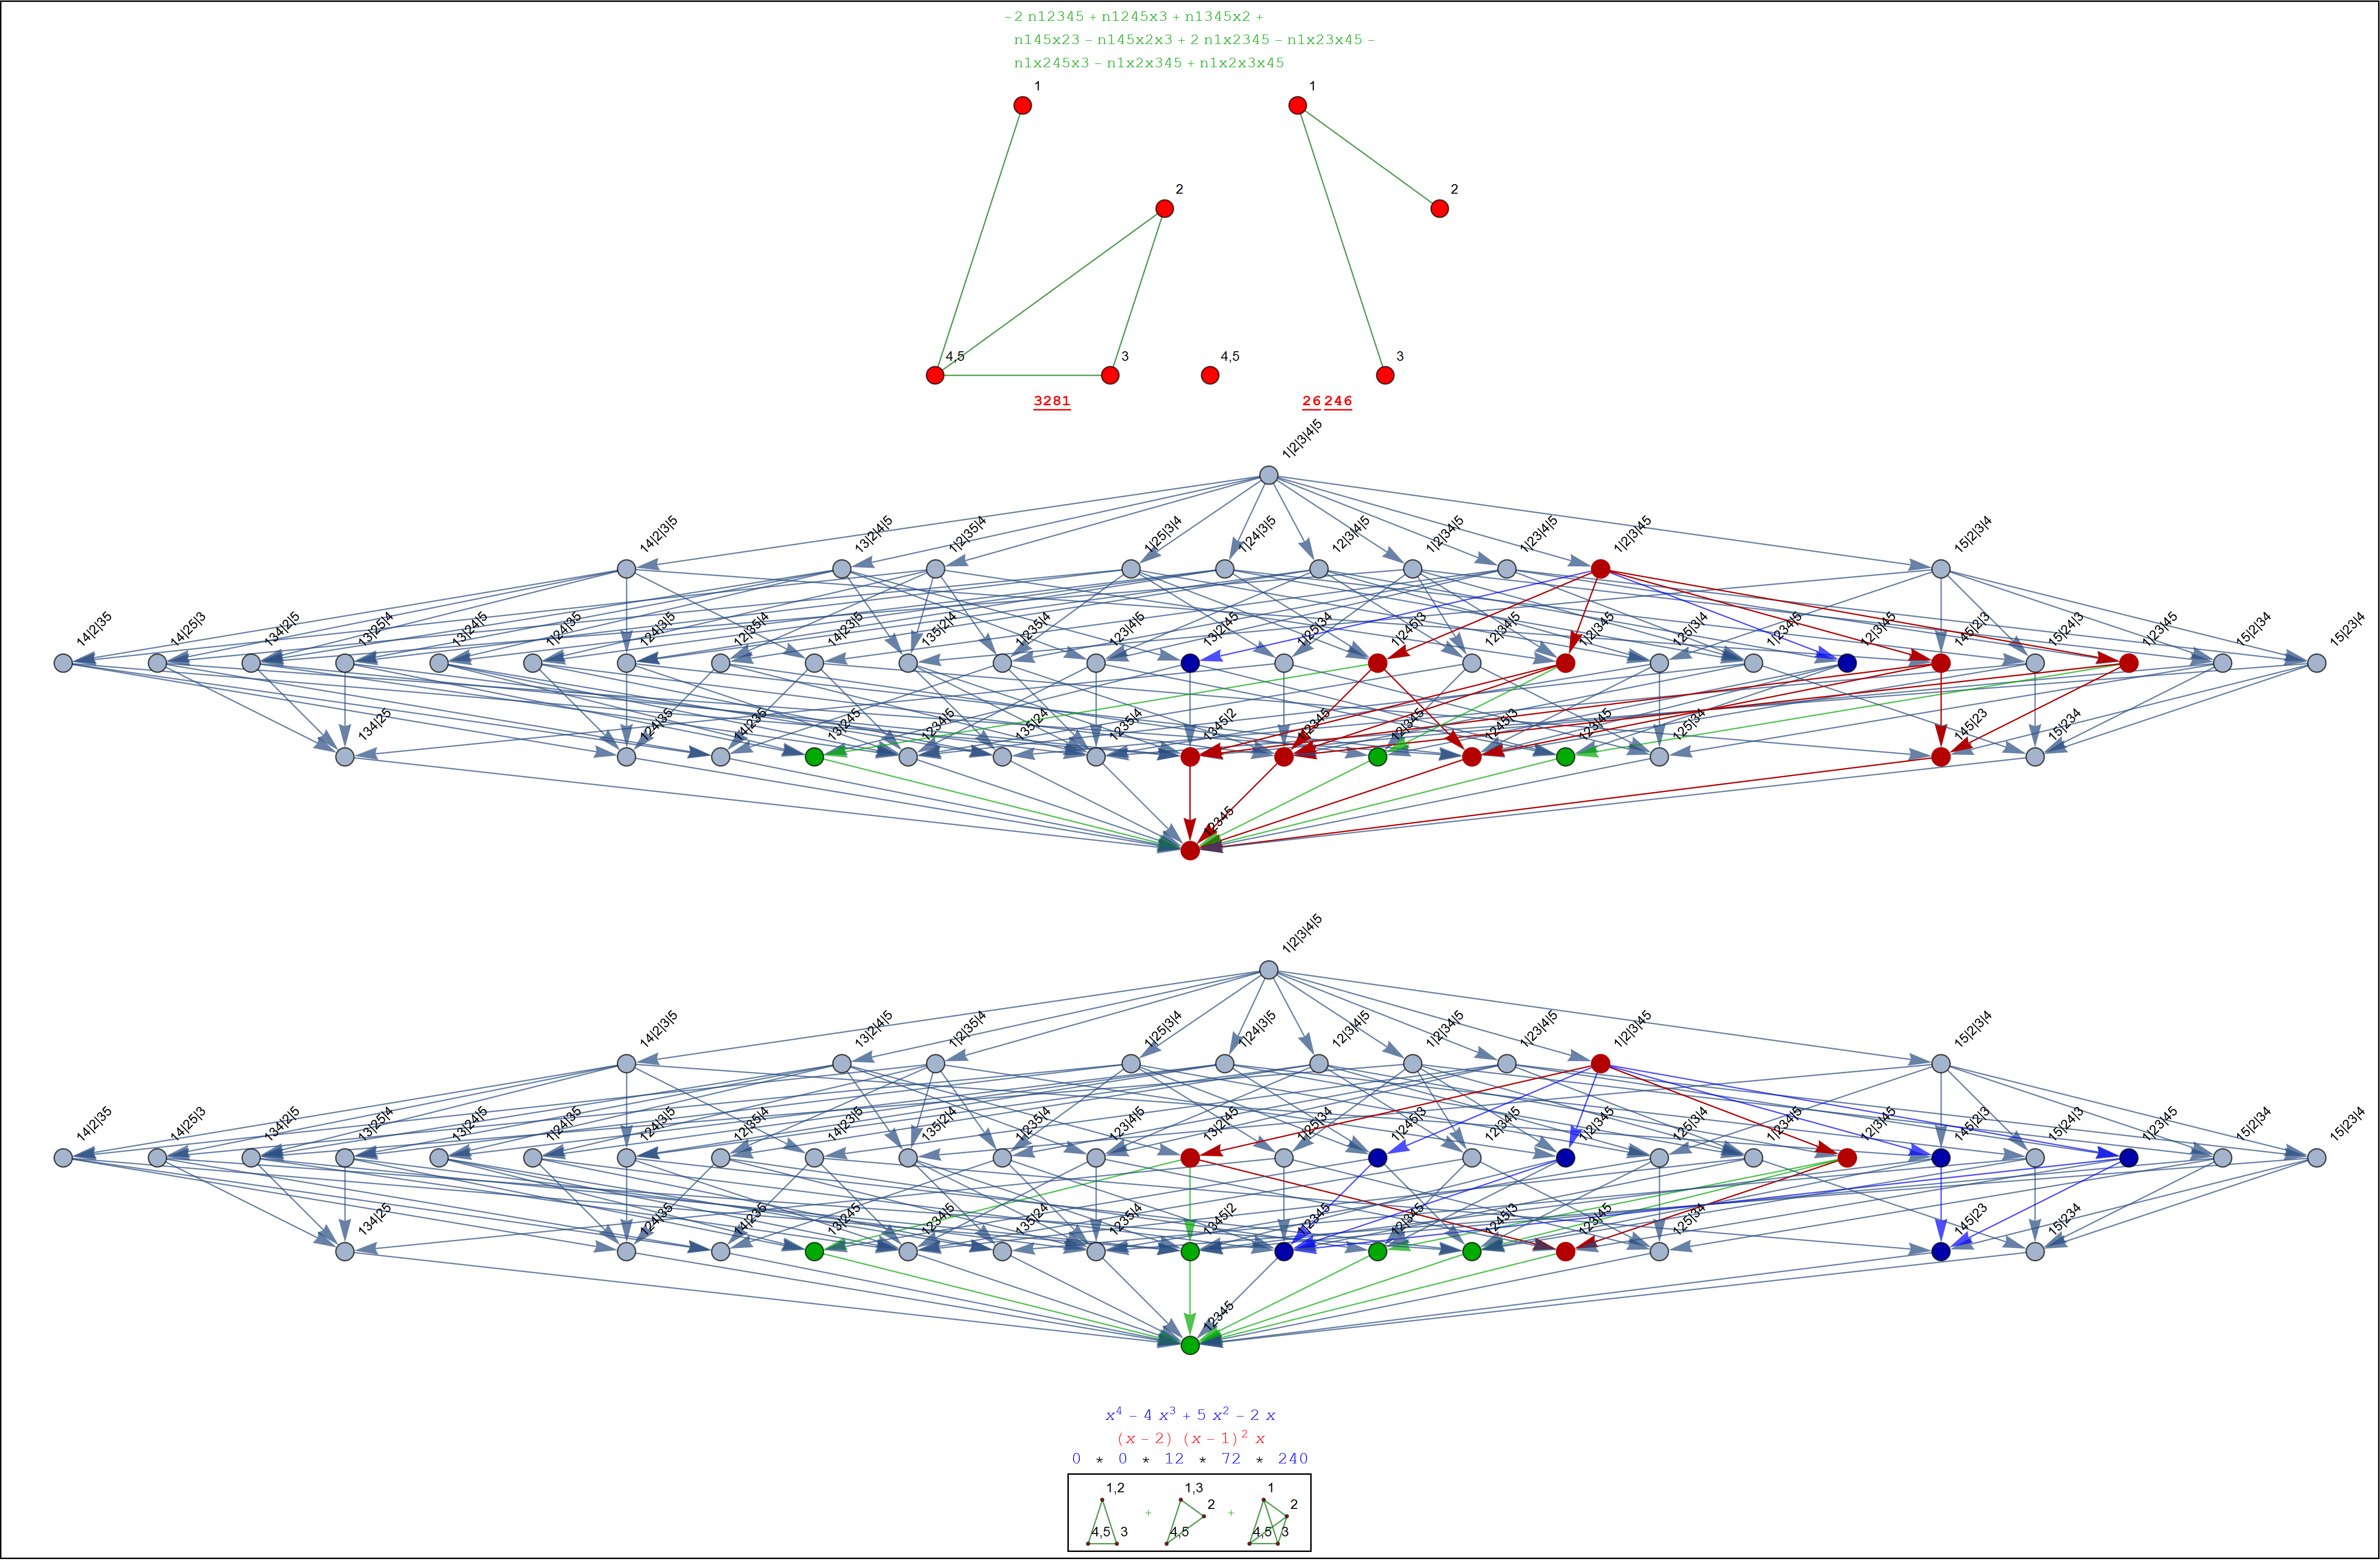 −2 n12345 + n1245x3 + n1345x2 +
n145x23 − n145x2x3 + 2 n1x2345 − n1x23x45 −
n1x245x3 − n1x2x345 + n1x2x3x45
1 1
2 2
4,5 3 4,5 3
3281 26 246
1|2|3|4|5
14|2|3|5 13|2|4|5 1|2|35|4 1|25|3|4 1|24|3|5 12|3|4|5 1|2|34|5 1|23|4|5 1|2|3|45 15|2|3|4
14|2|35 14|25|3 134|2|5 13|25|4 13|24|5 1|24|35 124|3|5 12|35|4 14|23|5 135|2|4 1|235|4 123|4|5 13|2|45 1|25|34 1|245|3 12|34|5 1|2|345 125|3|4 1|234|5 12|3|45 145|2|3 15|24|3 1|23|45 15|2|34 15|23|4
134|25 124|35 14|235 13|245 1234|5 135|24 1235|4 1345|2 1|2345 12|345 1245|3 123|45 125|34 145|23 15|234
12345
1|2|3|4|5
14|2|3|5 13|2|4|5 1|2|35|4 1|25|3|4 1|24|3|5 12|3|4|5 1|2|34|5 1|23|4|5 1|2|3|45 15|2|3|4
14|2|35 14|25|3 134|2|5 13|25|4 13|24|5 1|24|35 124|3|5 12|35|4 14|23|5 135|2|4 1|235|4 123|4|5 13|2|45 1|25|34 1|245|3 12|34|5 1|2|345 125|3|4 1|234|5 12|3|45 145|2|3 15|24|3 1|23|45 15|2|34 15|23|4
134|25 124|35 14|235 13|245 1234|5 135|24 1235|4 1345|2 1|2345 12|345 1245|3 123|45 125|34 145|23 15|234
12345
x⁴ − 4 x³ + 5 x² − 2 x
(x − 2) (x − 1)² x
0 * 0 * 12 * 72 * 240
1,2 1,3 1
+ 2 + 2
4,5 3 4,5 4,5 3